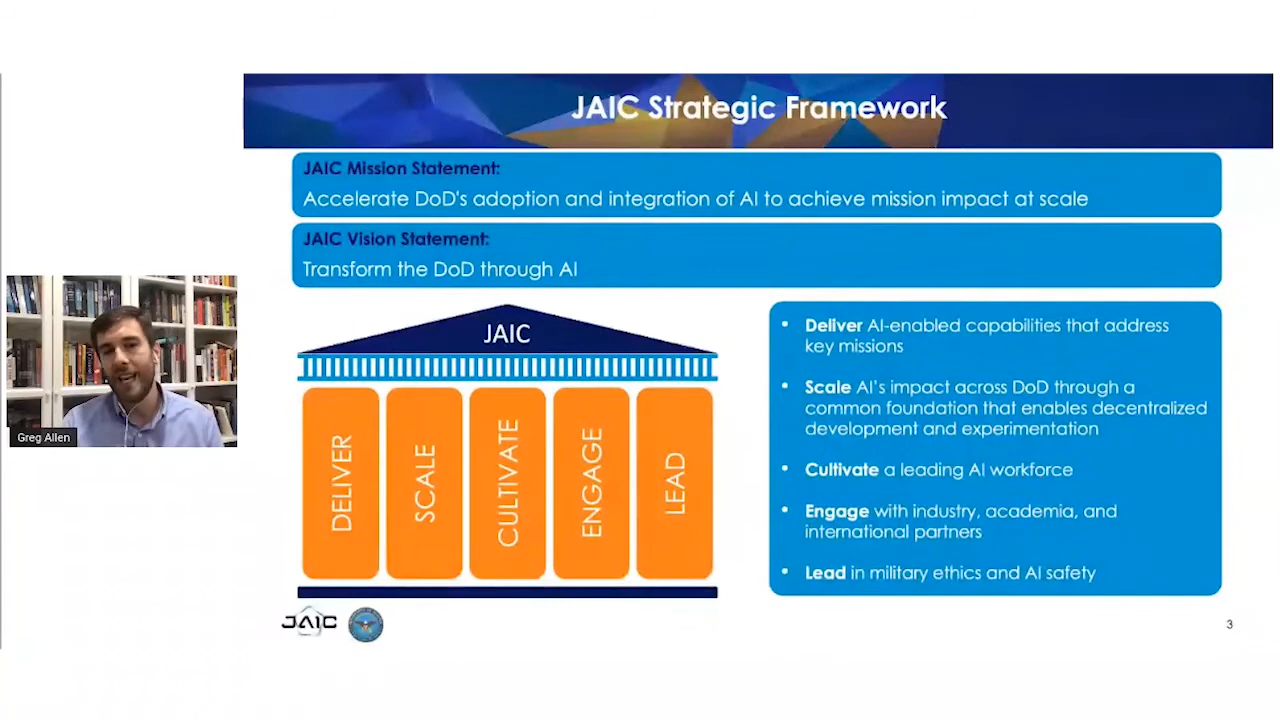 JAIC Strategic Framework
JAIC Mission Statement:
Accelerate DoD's adoption and integration of AI to achieve mission impact at scale
JAIC Vision Statement:
Transform the DoD through AI
JAIC
DELIVER
SCALE
CULTIVATE
ENGAGE
LEAD
• Deliver AI-enabled capabilities that address
key missions
• Scale AI's impact across DoD through a
common foundation that enables decentralized
development and experimentation
• Cultivate a leading AI workforce
• Engage with industry, academia, and
international partners
• Lead in military ethics and AI safety
Greg Allen
JAIC
3